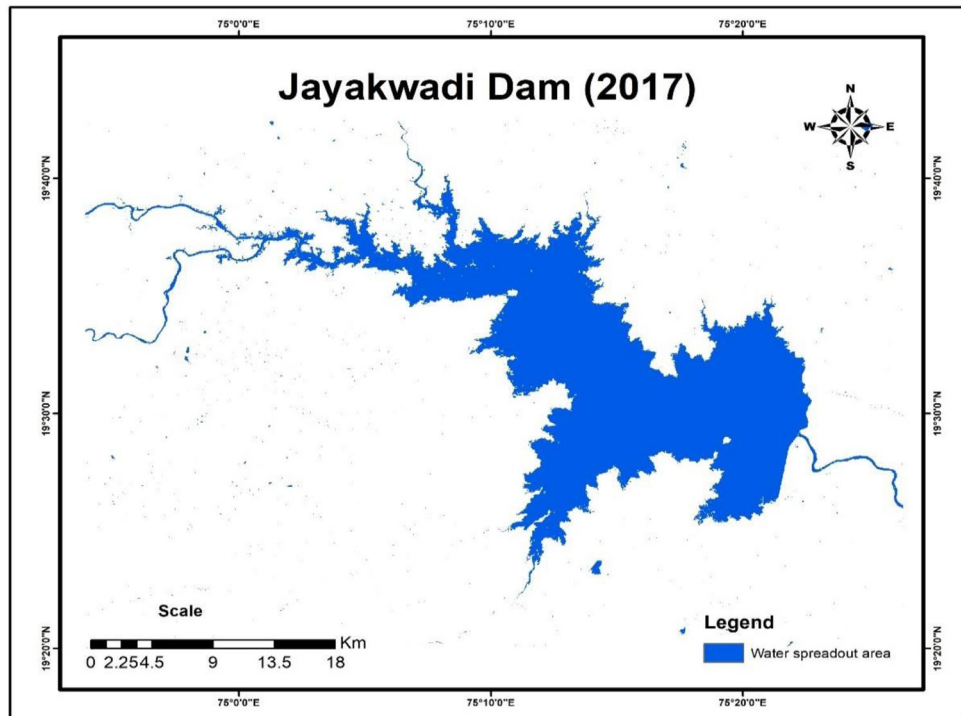 75°0'0"E 75°10'0"E 75°20'0"E
Jayakwadi Dam (2017)
N
W E
S
19°40'0"N 19°40'0"N
19°30'0"N 19°30'0"N
Scale
Km
0 2.25 4.5 9 13.5 18
Legend
Water spreadout area
19°20'0"N 19°20'0"N
75°0'0"E 75°10'0"E 75°20'0"E